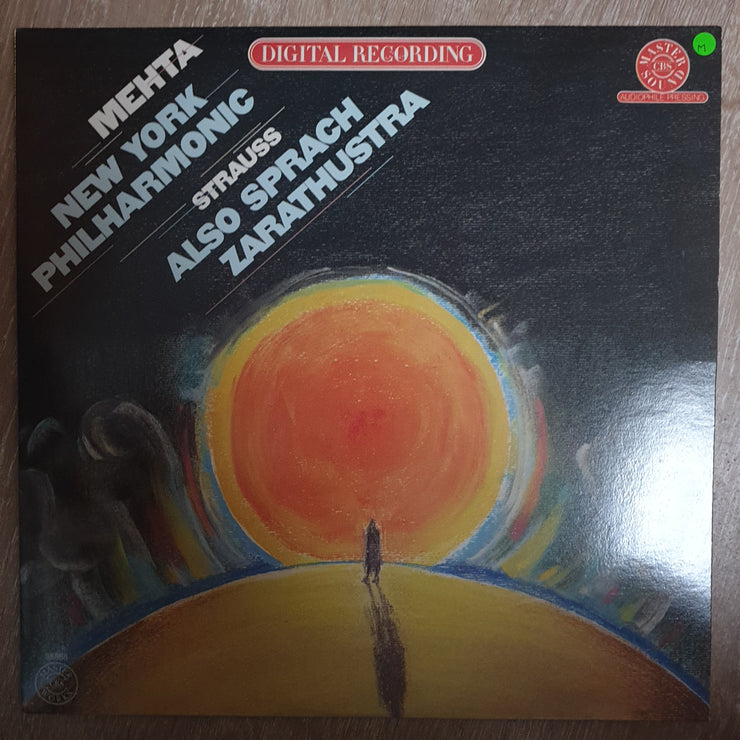 DIGITAL RECORDING
MASTER
CBS
SOUND
AUDIOPHILE PRESSING
M
MEHTA
NEW YORK
PHILHARMONIC
STRAUSS
ALSO SPRACH
ZARATHUSTRA